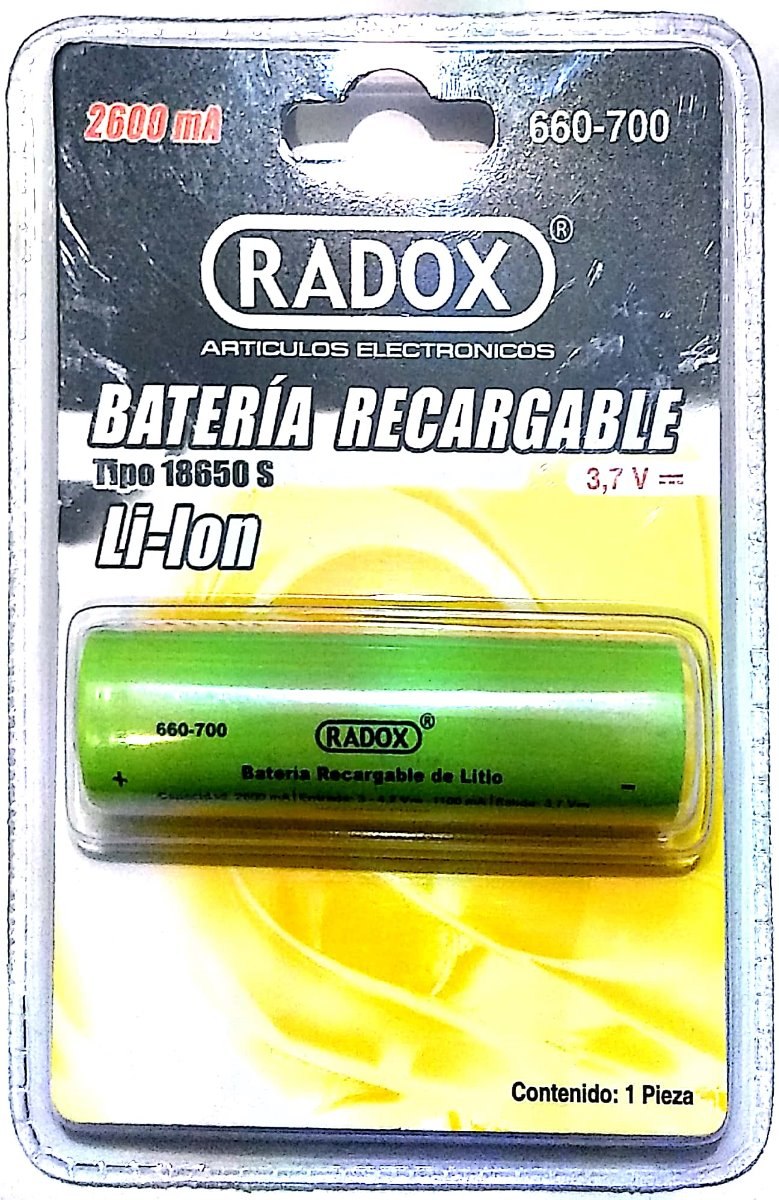 2600 mA
660-700
RADOX®
ARTICULOS ELECTRONICOS
BATERÍA RECARGABLE
Tipo 18650 S
3,7 V ⎓
Li-Ion
660-700
RADOX®
Bateria Recargable de Litio
+ -
Contenido: 1 Pieza